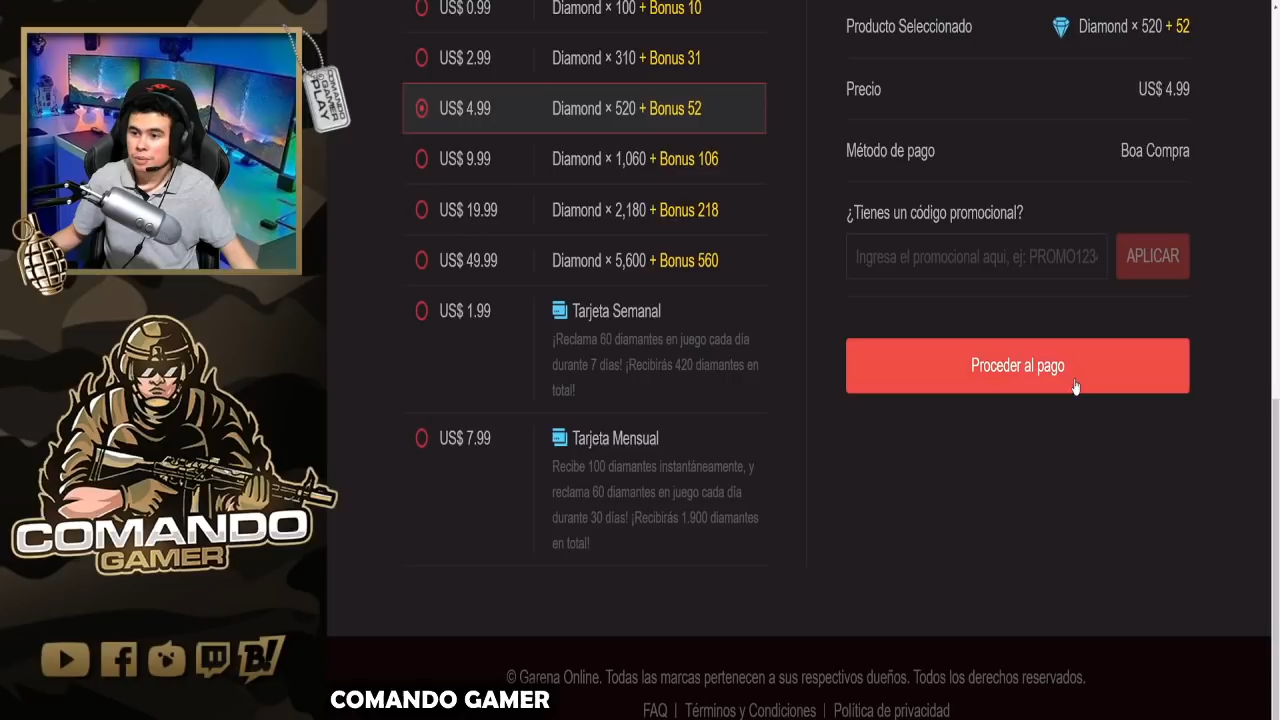 US$ 0.99 Diamond × 100 + Bonus 10
US$ 2.99 Diamond × 310 + Bonus 31
US$ 4.99 Diamond × 520 + Bonus 52
US$ 9.99 Diamond × 1,060 + Bonus 106
US$ 19.99 Diamond × 2,180 + Bonus 218
US$ 49.99 Diamond × 5,600 + Bonus 560
US$ 1.99 Tarjeta Semanal
¡Reclama 60 diamantes en juego cada día
durante 7 días! ¡Recibirás 420 diamantes en
total!
US$ 7.99 Tarjeta Mensual
Recibe 100 diamantes instantáneamente, y
reclama 60 diamantes en juego cada día
durante 30 días! ¡Recibirás 1.900 diamantes
en total!
Producto Seleccionado Diamond × 520 + 52
Precio US$ 4.99
Método de pago Boa Compra
¿Tienes un código promocional?
Ingresa el promocional aqui, ej: PROMO123
APLICAR
Proceder al pago
© Garena Online. Todas las marcas pertenecen a sus respectivos dueños. Todos los derechos reservados.
FAQ | Términos y Condiciones | Política de privacidad
COMANDO
GAMER
COMANDO GAMER
PLAY
B!